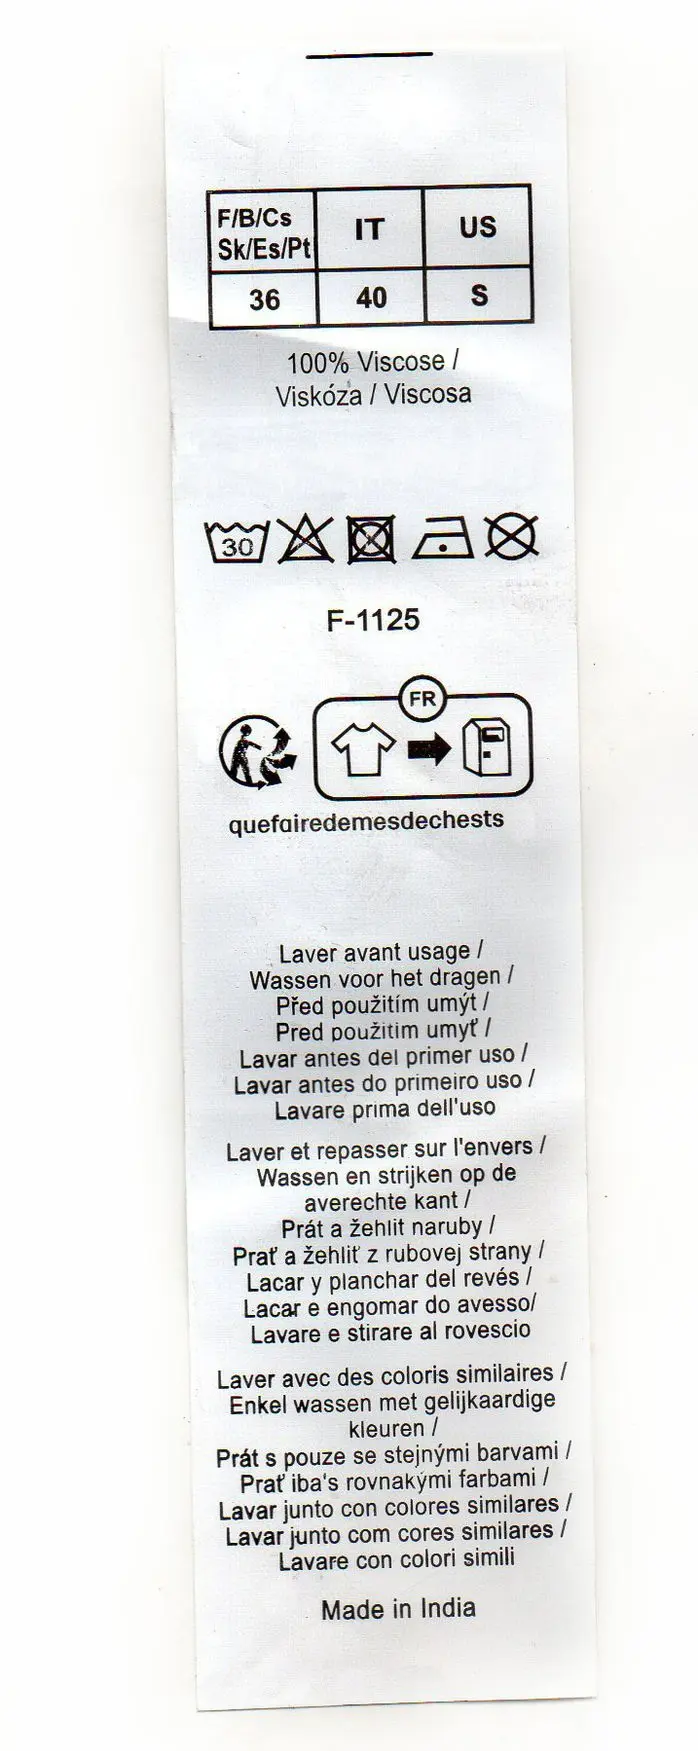 F/B/Cs
Sk/Es/Pt
IT
US
36
40
S
100% Viscose /
Viskóza / Viscosa
30
F-1125
FR
quefairedemesdechests
Laver avant usage /
Wassen voor het dragen /
Před použitím umýt /
Pred použitim umyť /
Lavar antes del primer uso /
Lavar antes do primeiro uso /
Lavare prima dell'uso
Laver et repasser sur l'envers /
Wassen en strijken op de
averechte kant /
Prát a žehlit naruby /
Prať a žehliť z rubovej strany /
Lacar y planchar del revés /
Lacar e engomar do avesso/
Lavare e stirare al rovescio
Laver avec des coloris similaires /
Enkel wassen met gelijkaardige
kleuren /
Prát s pouze se stejnými barvami /
Prať iba's rovnakými farbami /
Lavar junto con colores similares /
Lavar junto com cores similares /
Lavare con colori simili
Made in India